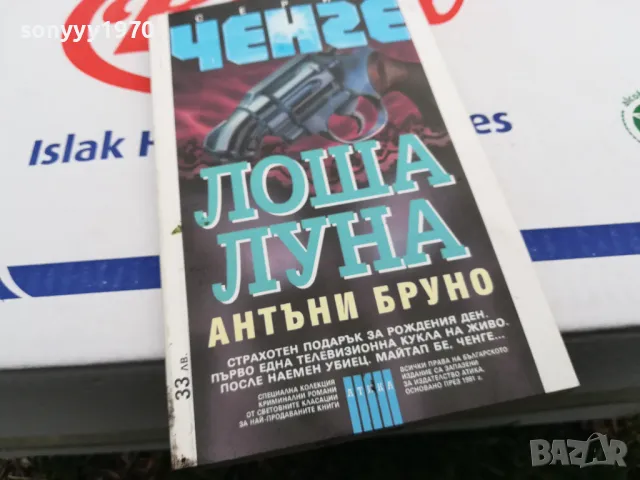 sonyyy1970
ЧЕНГЕ
Islak
es
ЛОША
ЛУНА
АНТЪНИ БРУНО
СТРАХОТЕН ПОДАРЪК ЗА РОЖДЕНИЯ ДЕН.
ПЪРВО ЕДНА ТЕЛЕВИЗИОННА КУКЛА НА ЖИВО.
ПОСЛЕ НАЕМЕН УБИЕЦ. МАЙТАП БЕ, ЧЕНГЕ...
33 ЛВ.
СПЕЦИАЛНА КОЛЕКЦИЯ
КРИМИНАЛНИ РОМАНИ
ОТ СВЕТОВНИТЕ КЛАСАЦИИ
ЗА НАЙ-ПРОДАВАНИТЕ КНИГИ
АТИКА
ВСИЧКИ ПРАВА НА БЪЛГАРСКОТО
ИЗДАНИЕ СА ЗАПАЗЕНИ
ЗА ИЗДАТЕЛСТВО АТИКА,
ОСНОВАНО ПРЕЗ 1991 г.
BAZAR